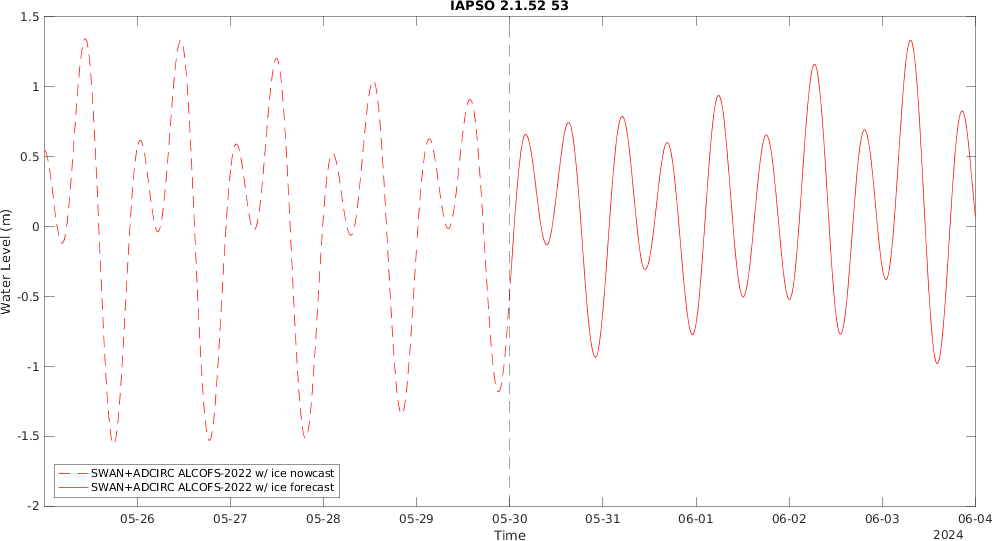 IAPSO 2.1.52 53
1.5
1
0.5
0
-0.5
-1
-1.5
-2
Water Level (m)
SWAN+ADCIRC ALCOFS-2022 w/ ice nowcast
SWAN+ADCIRC ALCOFS-2022 w/ ice forecast
05-26 05-27 05-28 05-29 05-30 05-31 06-01 06-02 06-03 06-04
Time
2024